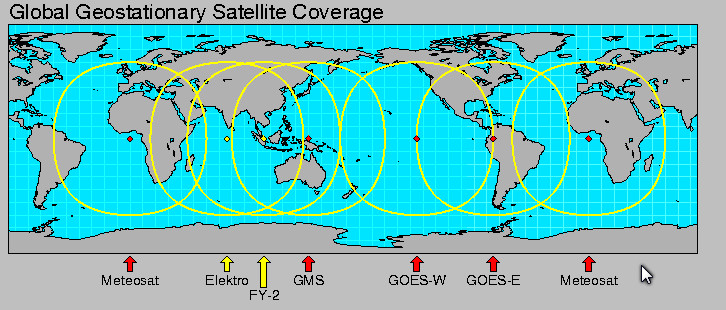 Global Geostationary Satellite Coverage
Meteosat Elektro GMS GOES-W GOES-E Meteosat
FY-2